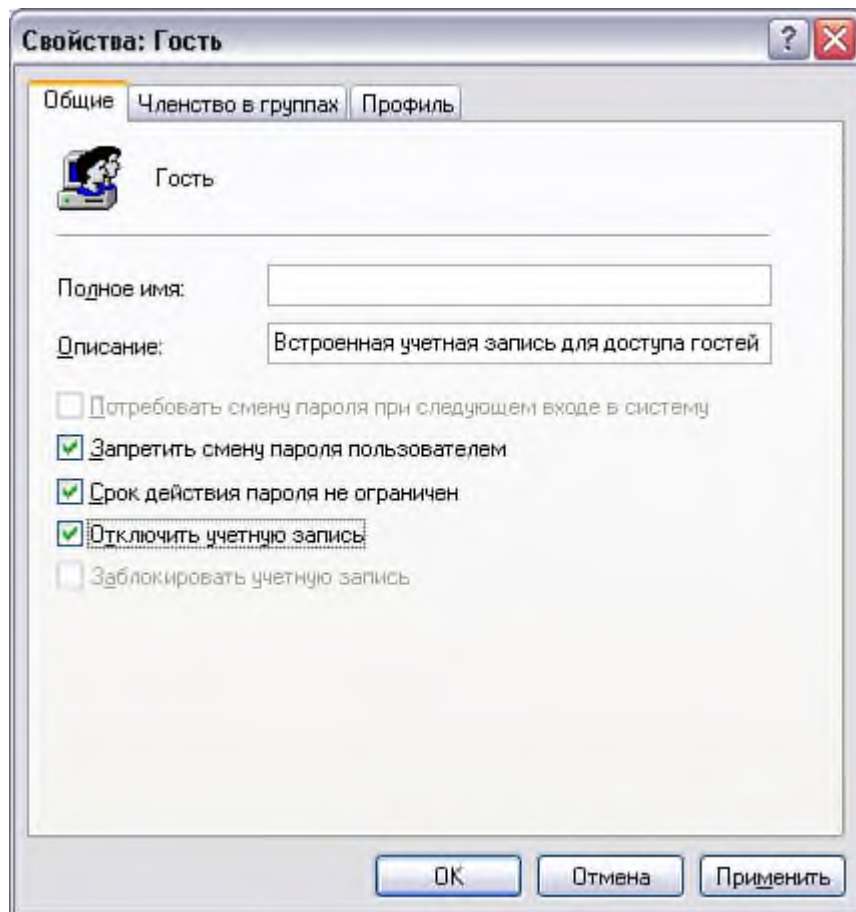 Свойства: Гость
Общие Членство в группах Профиль
Гость
Полное имя:
Описание: Встроенная учетная запись для доступа гостей
Потребовать смену пароля при следующем входе в систему
Запретить смену пароля пользователем
Срок действия пароля не ограничен
Отключить учетную запись
Заблокировать учетную запись
OK Отмена Применить